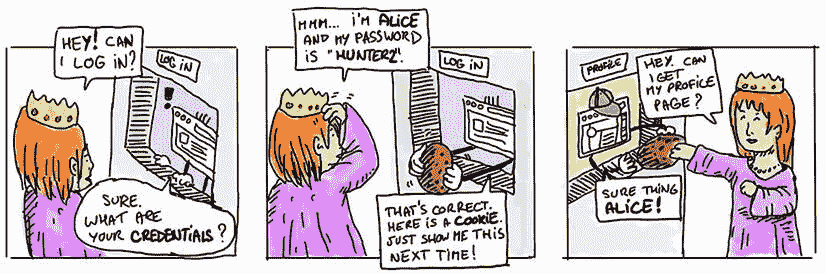 HEY! CAN
I LOG IN?
LOG IN
!
SURE.
WHAT ARE
YOUR CREDENTIALS?
MMM... I'M ALICE
AND MY PASSWORD
IS "HUNTER2".
LOG IN
THAT'S CORRECT.
HERE IS A COOKIE.
JUST SHOW ME THIS
NEXT TIME!
PROFILE
HEY. CAN
I GET
MY PROFILE
PAGE?
SURE THING
ALICE!